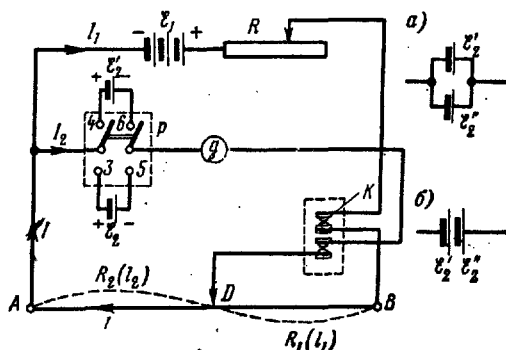 I₁ - ℰ₁ + R а)
+ ℰ₂' - ℰ₂'
4 6 P
I₂ g ℰ₂''
3 5
+ - K б)
ℰ₂
I ℰ₂' ℰ₂''
R₂(l₂)
A I D B
R₁(l₁)